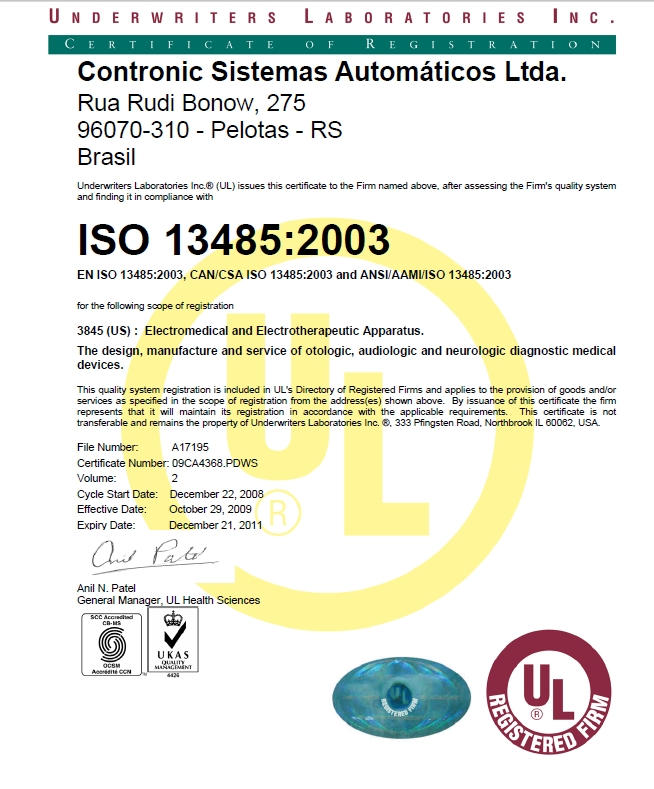 UNDERWRITERS LABORATORIES INC.
CERTIFICATE OF REGISTRATION
Contronic Sistemas Automáticos Ltda.
Rua Rudi Bonow, 275
96070-310 - Pelotas - RS
Brasil
Underwriters Laboratories Inc.® (UL) issues this certificate to the Firm named above, after assessing the Firm's quality system
and finding it in compliance with
ISO 13485:2003
EN ISO 13485:2003, CAN/CSA ISO 13485:2003 and ANSI/AAMI/ISO 13485:2003
for the following scope of registration
3845 (US) : Electromedical and Electrotherapeutic Apparatus.
The design, manufacture and service of otologic, audiologic and neurologic diagnostic medical
devices.
This quality system registration is included in UL's Directory of Registered Firms and applies to the provision of goods and/or
services as specified in the scope of registration from the address(es) shown above. By issuance of this certificate the firm
represents that it will maintain its registration in accordance with the applicable requirements. This certificate is not
transferable and remains the property of Underwriters Laboratories Inc. ®, 333 Pfingsten Road, Northbrook IL 60062, USA.
File Number: A17195
Certificate Number: 09CA4368.PDWS
Volume: 2
Cycle Start Date: December 22, 2008
Effective Date: October 29, 2009
Expiry Date: December 21, 2011
UL ®
Anil Patel
Anil N. Patel
General Manager, UL Health Sciences
SCC Accredited
CB-MS
OCSM
Accrédité CCN
TM
UKAS
QUALITY
MANAGEMENT
4426
UL
REGISTERED FIRM
UL ®
REGISTERED FIRM